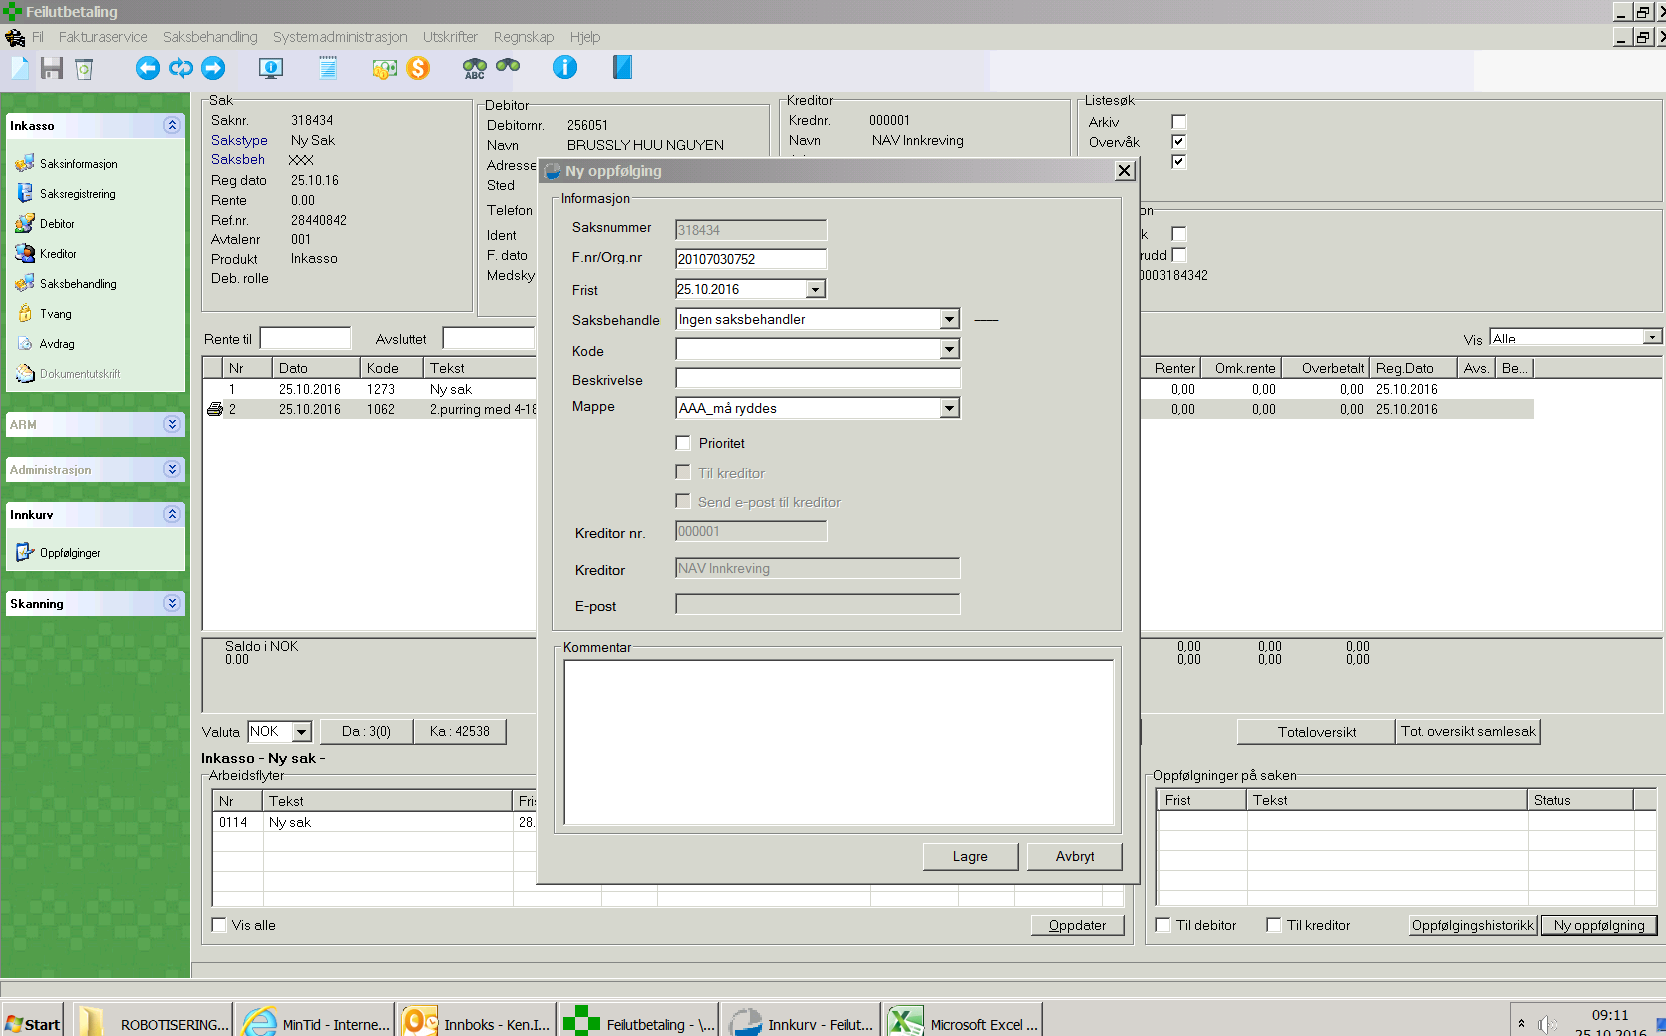 Feilutbetaling
Fil Fakturaservice Saksbehandling Systemadministrasjon Utskrifter Regnskap Hjelp
ABC
Inkasso
Saksinformasjon
Saksregistrering
Debitor
Kreditor
Saksbehandling
Tvang
Avdrag
Dokumentutskrift
ARM
Administrasjon
Innkurv
Oppfølginger
Skanning
Sak
Saknr. 318434
Sakstype Ny Sak
Saksbeh XXX
Reg dato 25.10.16
Rente 0.00
Ref.nr. 28440842
Avtalenr 001
Produkt Inkasso
Deb. rolle
Debitor
Debitornr. 256051
Navn BRUSSLY HUU NGUYEN
Adresse
Sted
Telefon
Ident
F. dato
Medsky
Kreditor
Krednr. 000001
Navn NAV Innkreving
Listesøk
Arkiv
Overvåk
on
k
rudd
0003184342
Rente til
Avsluttet
Vis Alle
Nr Dato Kode Tekst
1 25.10.2016 1273 Ny sak
2 25.10.2016 1062 2.purring med 4-18
Renter Omk.rente Overbetalt Reg.Dato Avs. Be...
0,00 0,00 0,00 25.10.2016
0,00 0,00 0,00 25.10.2016
Ny oppfølging
Informasjon
Saksnummer 318434
F.nr/Org.nr 20107030752
Frist 25.10.2016
Saksbehandle Ingen saksbehandler
Kode
Beskrivelse
Mappe AAA_må ryddes
Prioritet
Til kreditor
Send e-post til kreditor
Kreditor nr. 000001
Kreditor NAV Innkreving
E-post
Kommentar
Lagre Avbryt
Saldo i NOK
0.00
0,00 0,00 0,00
0,00 0,00 0,00
Valuta NOK Da : 3(0) Ka : 42538
Totaloversikt Tot. oversikt samlesak
Inkasso - Ny sak -
Arbeidsflyter
Nr Tekst Fri
0114 Ny sak 28.
Vis alle
Oppdater
Oppfølgninger på saken
Frist Tekst Status
Til debitor Til kreditor Oppfølgingshistorikk Ny oppfølgning
Start ROBOTISERING... MinTid - Interne... Innboks - Ken.I... Feilutbetaling - \... Innkurv - Feilut... Microsoft Excel ...
09:11
25.10.2016